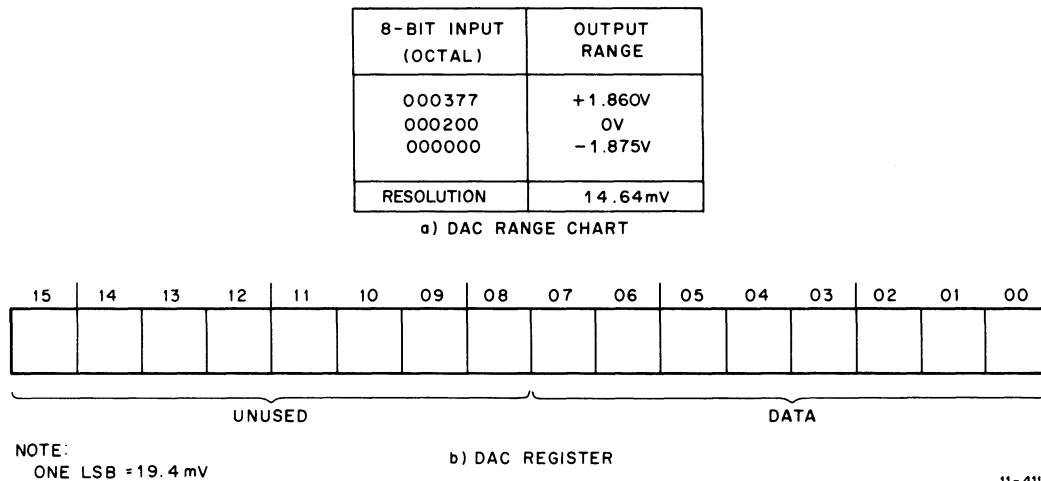 8-BIT INPUT (OCTAL) OUTPUT RANGE
000377 +1.860V
000200 0V
000000 -1.875V
RESOLUTION 14.64mV
a) DAC RANGE CHART
15 14 13 12 11 10 09 08 07 06 05 04 03 02 01 00
UNUSED DATA
NOTE:
ONE LSB = 19.4 mV
b) DAC REGISTER